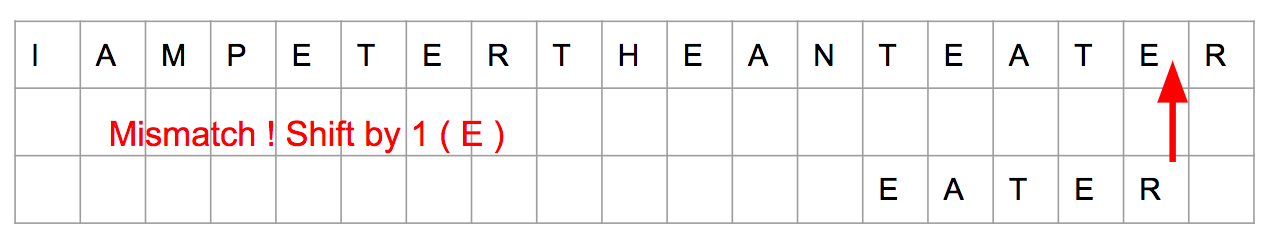 I A M P E T E R T H E A N T E A T E R
Mismatch ! Shift by 1 ( E )
E A T E R